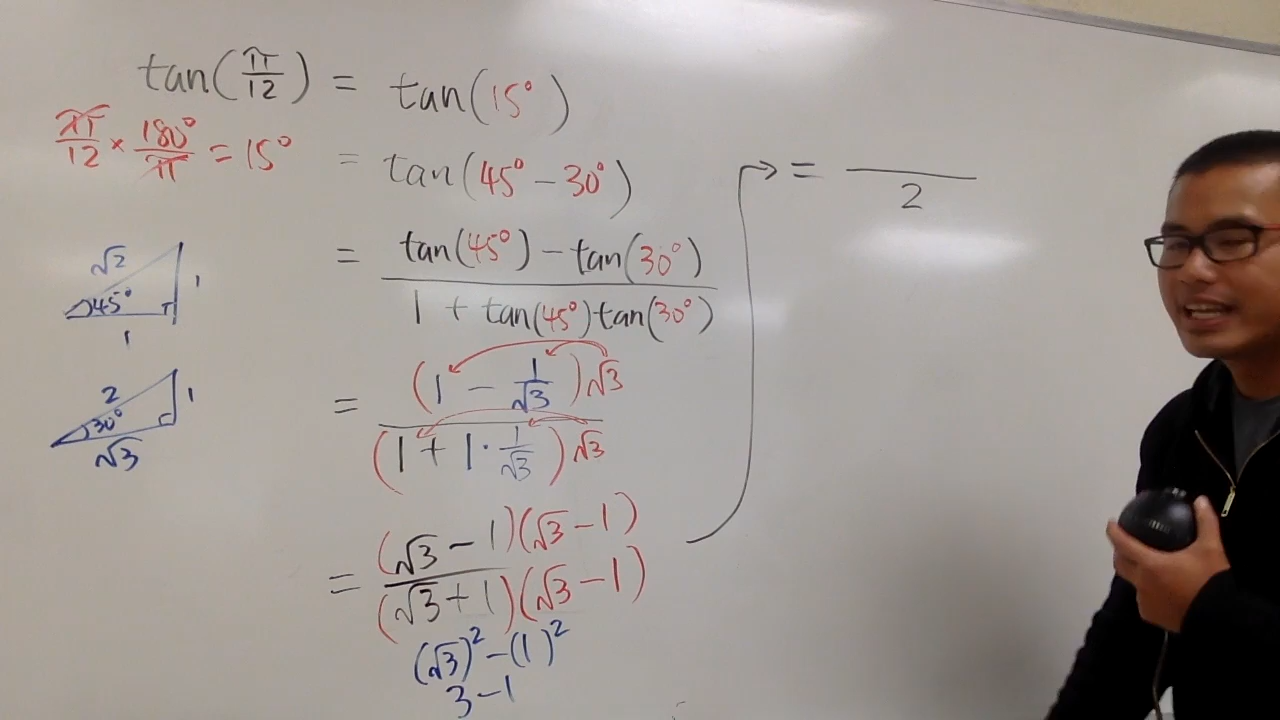 tan(π/12) = tan(15°)
π/12 × 180°/π = 15°
= tan(45° - 30°)
= (tan(45°) - tan(30°))/(1 + tan(45°)tan(30°))
√2
45°
1
1
2
30°
1
√3
= (1 - 1/√3)√3/(1 + 1·1/√3)√3
= (√3 - 1)(√3 - 1)/(√3 + 1)(√3 - 1)
(√3)² - (1)²
3 - 1
→ = /2